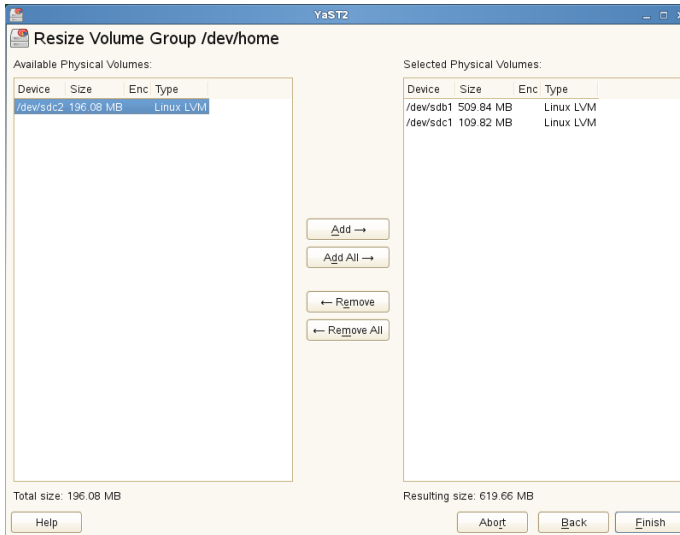 YaST2
Resize Volume Group /dev/home
Available Physical Volumes:
Device Size Enc Type
/dev/sdc2 196.08 MB Linux LVM
Total size: 196.08 MB
Add →
Add All →
← Remove
← Remove All
Selected Physical Volumes:
Device Size Enc Type
/dev/sdb1 509.84 MB Linux LVM
/dev/sdc1 109.82 MB Linux LVM
Resulting size: 619.66 MB
Help
Abort
Back
Finish